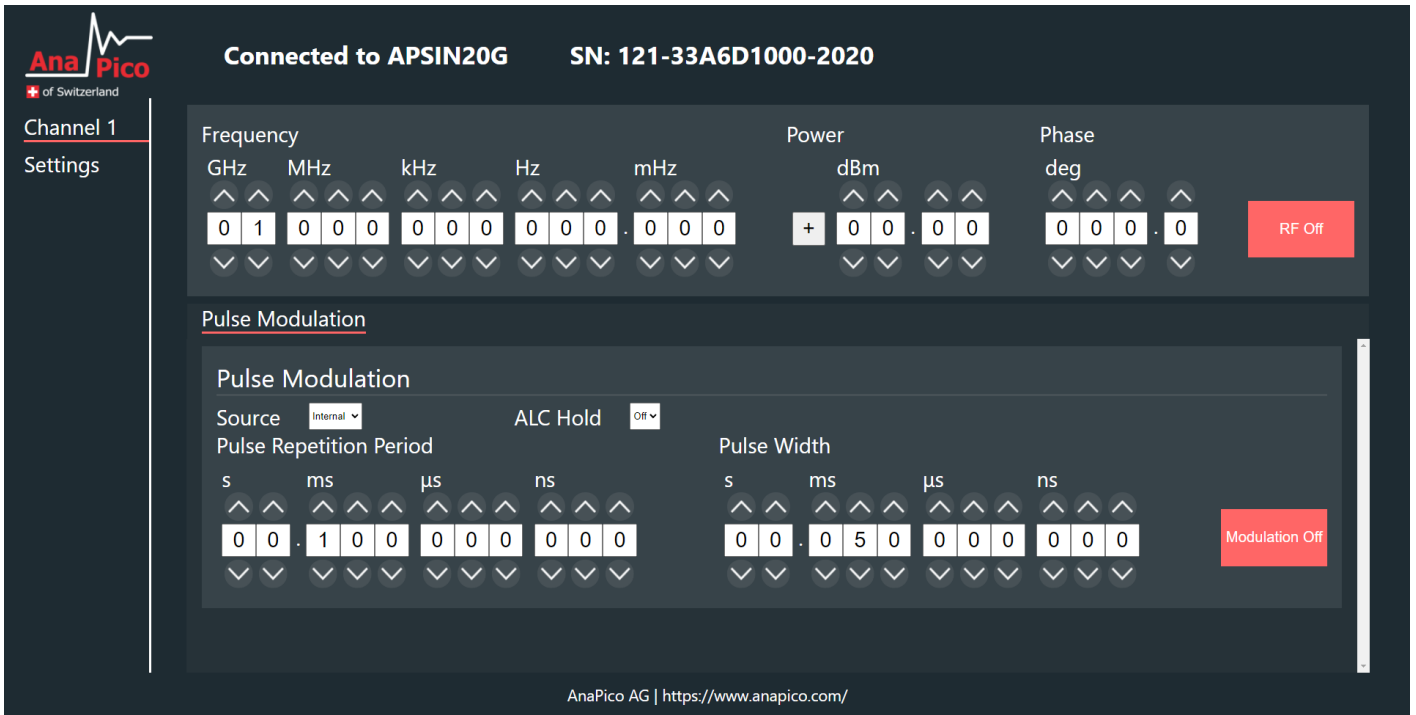 Ana Pico
of Switzerland
Connected to APSIN20G SN: 121-33A6D1000-2020
Channel 1
Settings
Frequency Power Phase
GHz MHz kHz Hz mHz dBm deg
0 1 0 0 0 0 0 0 0 0 0 . 0 0 0 + 0 0 . 0 0 0 0 0 . 0 RF Off
Pulse Modulation
Pulse Modulation
Source Internal ALC Hold Off
Pulse Repetition Period Pulse Width
s ms µs ns s ms µs ns
0 0 . 1 0 0 0 0 0 0 0 0 0 0 . 0 5 0 0 0 0 0 0 0 Modulation Off
AnaPico AG | https://www.anapico.com/